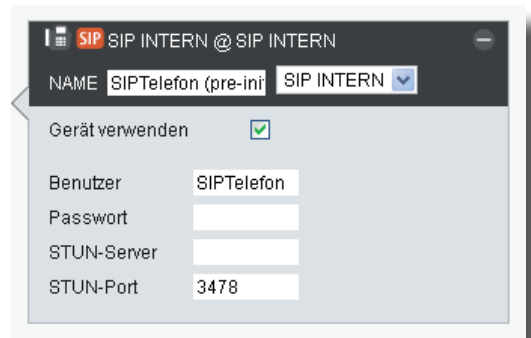 SIP SIP INTERN @ SIP INTERN
NAME SIPTelefon (pre-ini SIP INTERN
Gerät verwenden
Benutzer SIPTelefon
Passwort
STUN-Server
STUN-Port 3478